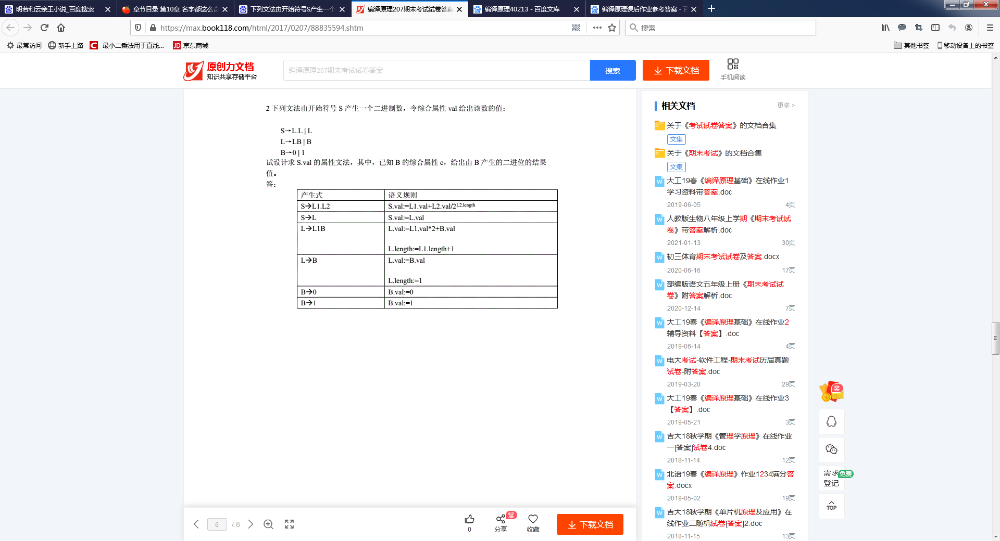 明若和云亲王小说_百度搜索
章节目录 第10章 名字都这么奇
下列文法由开始符号S产生一个
编译原理207期末考试试卷答案
编译原理40213 - 百度文库
编译原理课后作业参考答案 - 百
https://max.book118.com/html/2017/0207/88835594.shtm
搜索
最常访问
新手上路
最小二乘法用于直线...
JD 京东商城
其他书签
移动设备上的书签
原创力文档
知识共享存储平台
编译原理207期末考试试卷答案
搜索
下载文档
手机阅读
2 下列文法由开始符号 S 产生一个二进制数，令综合属性 val 给出该数的值：
S→L.L | L
L→LB | B
B→0 | 1
试设计求 S.val 的属性文法，其中，已知 B 的综合属性 c，给出由 B 产生的二进位的结果
值。
答：
产生式 语义规则
S→L1.L2 S.val:=L1.val+L2.val/2^L2.length
S→L S.val:=L.val
L→L1B L.val:=L1.val*2+B.val
L.length:=L1.length+1
L→B L.val:=B.val
L.length:=1
B→0 B.val:=0
B→1 B.val:=1
6 / 8
0
分享
赏
收藏
下载文档
相关文档
更多 >
关于《考试试卷答案》的文档合集
文集
关于《期末考试》的文档合集
文集
大工19春《编译原理基础》在线作业1
学习资料带答案.doc
2019-06-05 4页
人教版生物八年级上学期《期末考试试
卷》带答案解析.doc
2021-01-13 30页
初三体育期末考试试卷及答案.docx
2020-06-16 17页
部编版语文五年级上册《期末考试试
卷》附答案解析.doc
2020-12-14 7页
大工19春《编译原理基础》在线作业2
辅导资料【答案】.doc
2019-06-14 4页
电大考试-软件工程-期末考试历届真题
试卷-附答案.doc
2019-03-20 29页
大工19春《编译原理基础》在线作业3
【答案】.doc
2019-05-21 3页
吉大18秋学期《管理学原理》在线作业
一[答案]试卷4.doc
2018-11-14 12页
北语19春《编译原理》作业1234满分答
案.docx
2019-05-02 19页
吉大18秋学期《单片机原理及应用》在
线作业二随机试卷[答案]2.doc
2018-11-15 13页
奖
需求
登记
免费
TOP